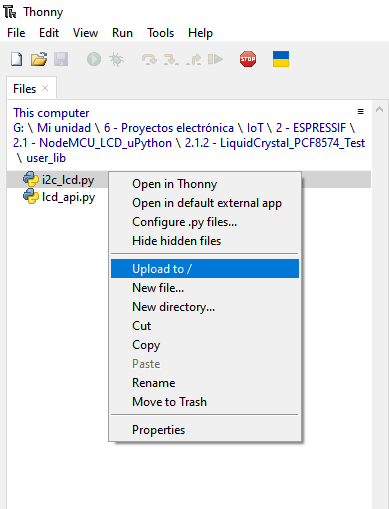 Thonny
File Edit View Run Tools Help
STOP
Files ×
This computer
G: \ Mi unidad \ 6 - Proyectos electrónica \ IoT \ 2 - ESPRESSIF \
2.1 - NodeMCU_LCD_uPython \ 2.1.2 - LiquidCrystal_PCF8574_Test
\ user_lib
i2c_lcd.py
lcd_api.py
Open in Thonny
Open in default external app
Configure .py files...
Hide hidden files
Upload to /
New file...
New directory...
Cut
Copy
Paste
Rename
Move to Trash
Properties